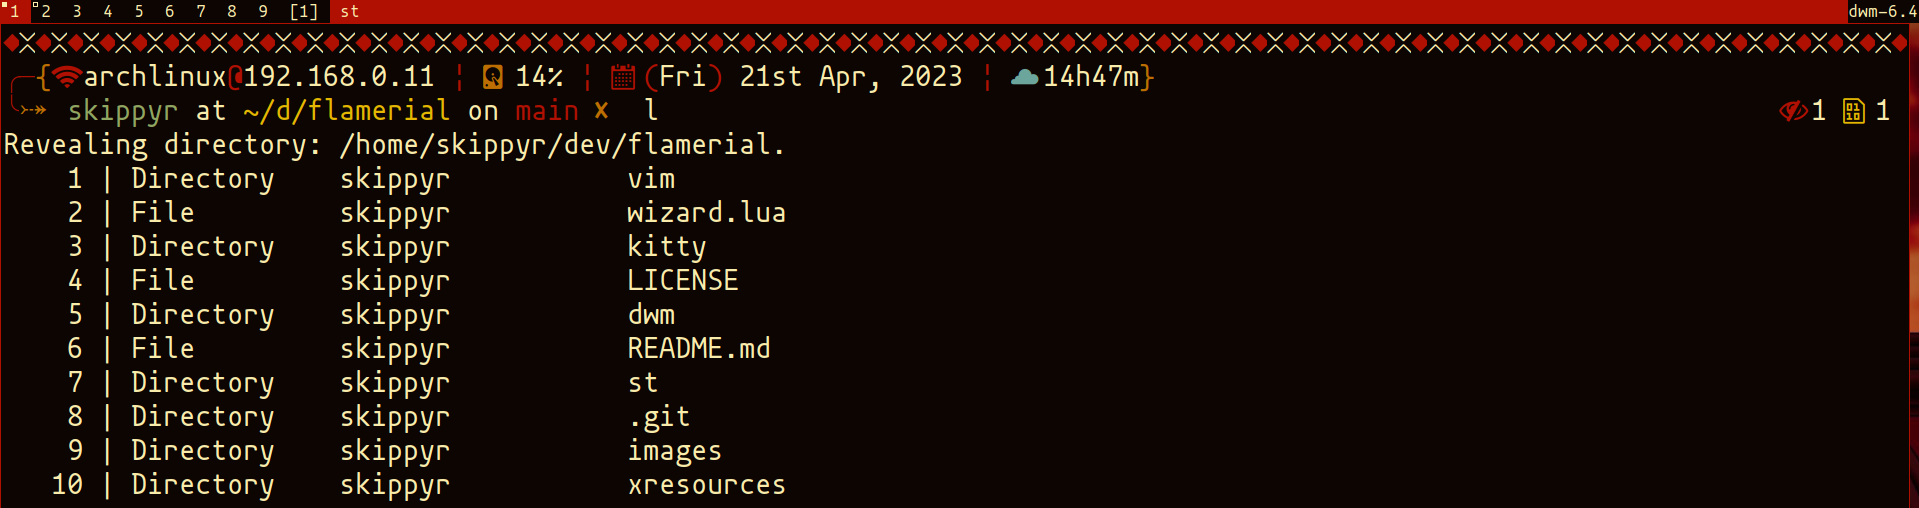 1 2 3 4 5 6 7 8 9 [1] st dwm-6.4
{archlinux@192.168.0.11 ¦ 14% ¦ (Fri) 21st Apr, 2023 ¦ 14h47m}
skippyr at ~/d/flamerial on main ✘ l 1 1
Revealing directory: /home/skippyr/dev/flamerial.
1 | Directory skippyr vim
2 | File skippyr wizard.lua
3 | Directory skippyr kitty
4 | File skippyr LICENSE
5 | Directory skippyr dwm
6 | File skippyr README.md
7 | Directory skippyr st
8 | Directory skippyr .git
9 | Directory skippyr images
10 | Directory skippyr xresources